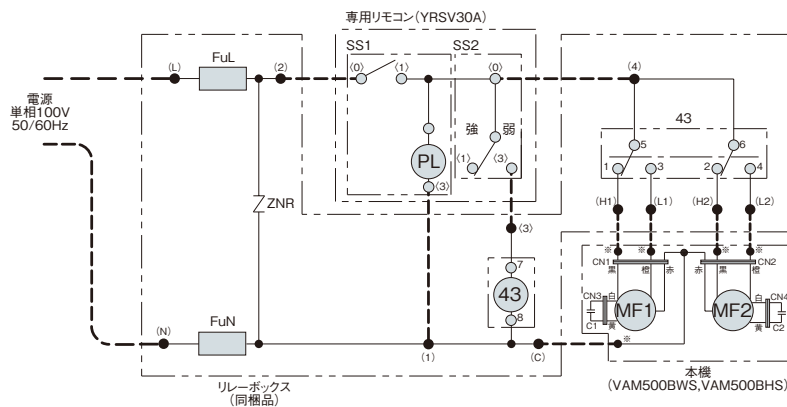 専用リモコン(YRSV30A)
FuL
SS1
SS2
(L)
(2)
(0)
(1)
(0)
(4)
電源
単相100V
50/60Hz
強
弱
43
5
6
PL
(1)
(3)
1
3
2
4
(3)
(H1)
(L1)
(H2)
(L2)
ZNR
(3)
※
※
※
※
CN1
CN2
7
黒
橙
赤
赤
黒
橙
43
CN3
白
MF1
MF2
白
CN4
8
C1
黄
黄
C2
FuN
(N)
(1)
(C)
※
リレーボックス
(同梱品)
本機
(VAM500BWS,VAM500BHS)